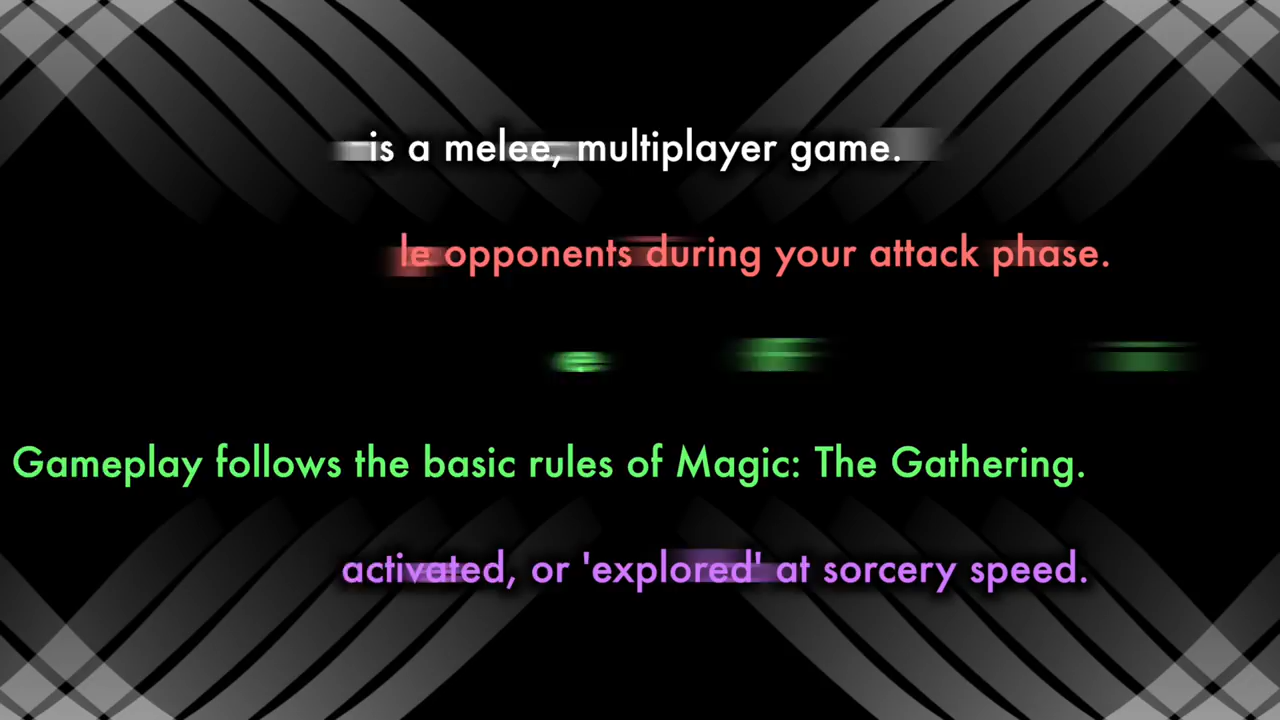 is a melee, multiplayer game.
opponents during your attack phase.
Gameplay follows the basic rules of Magic: The Gathering.
activated, or 'explored' at sorcery speed.